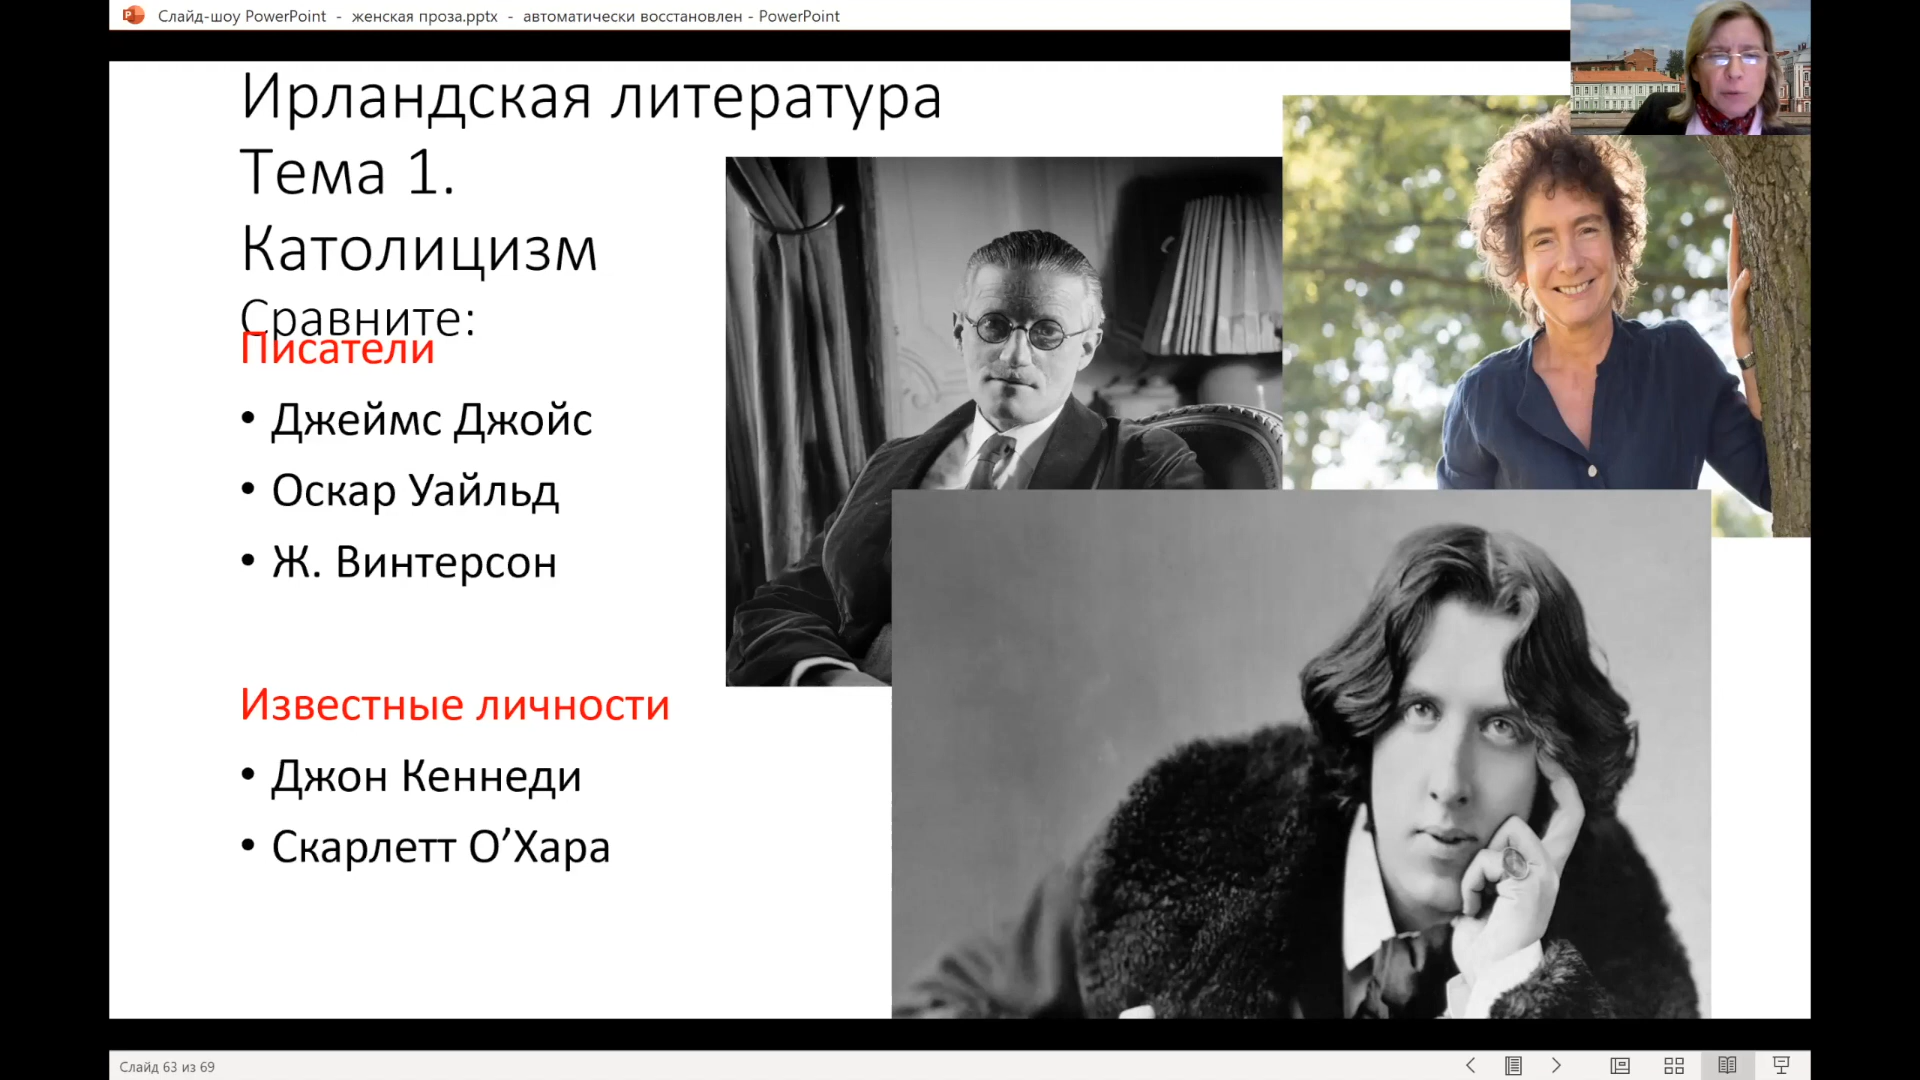 Слайд-шоу PowerPoint - женская проза.pptx - автоматически восстановлен - PowerPoint
Ирландская литература
Тема 1.
Католицизм
Сравните:
Писатели
• Джеймс Джойс
• Оскар Уайльд
• Ж. Винтерсон
Известные личности
• Джон Кеннеди
• Скарлетт О’Хара
Слайд 63 из 69